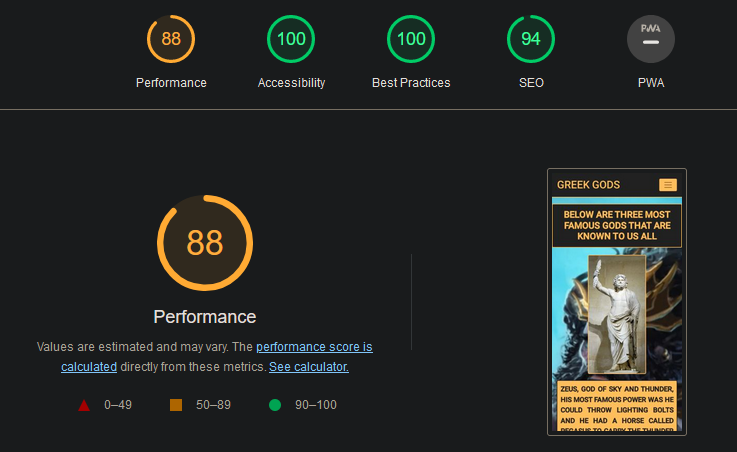 88
100
100
94
PWA
Performance
Accessibility
Best Practices
SEO
PWA
88
Performance
Values are estimated and may vary. The performance score is
calculated directly from these metrics. See calculator.
0–49
50–89
90–100
GREEK GODS
BELOW ARE THREE MOST
FAMOUS GODS THAT ARE
KNOWN TO US ALL
ZEUS, GOD OF SKY AND THUNDER,
HIS MOST FAMOUS POWER WAS HE
COULD THROW LIGHTING BOLTS
AND HE HAD A HORSE CALLED
PEGASUS TO CARRY THE THUNDER